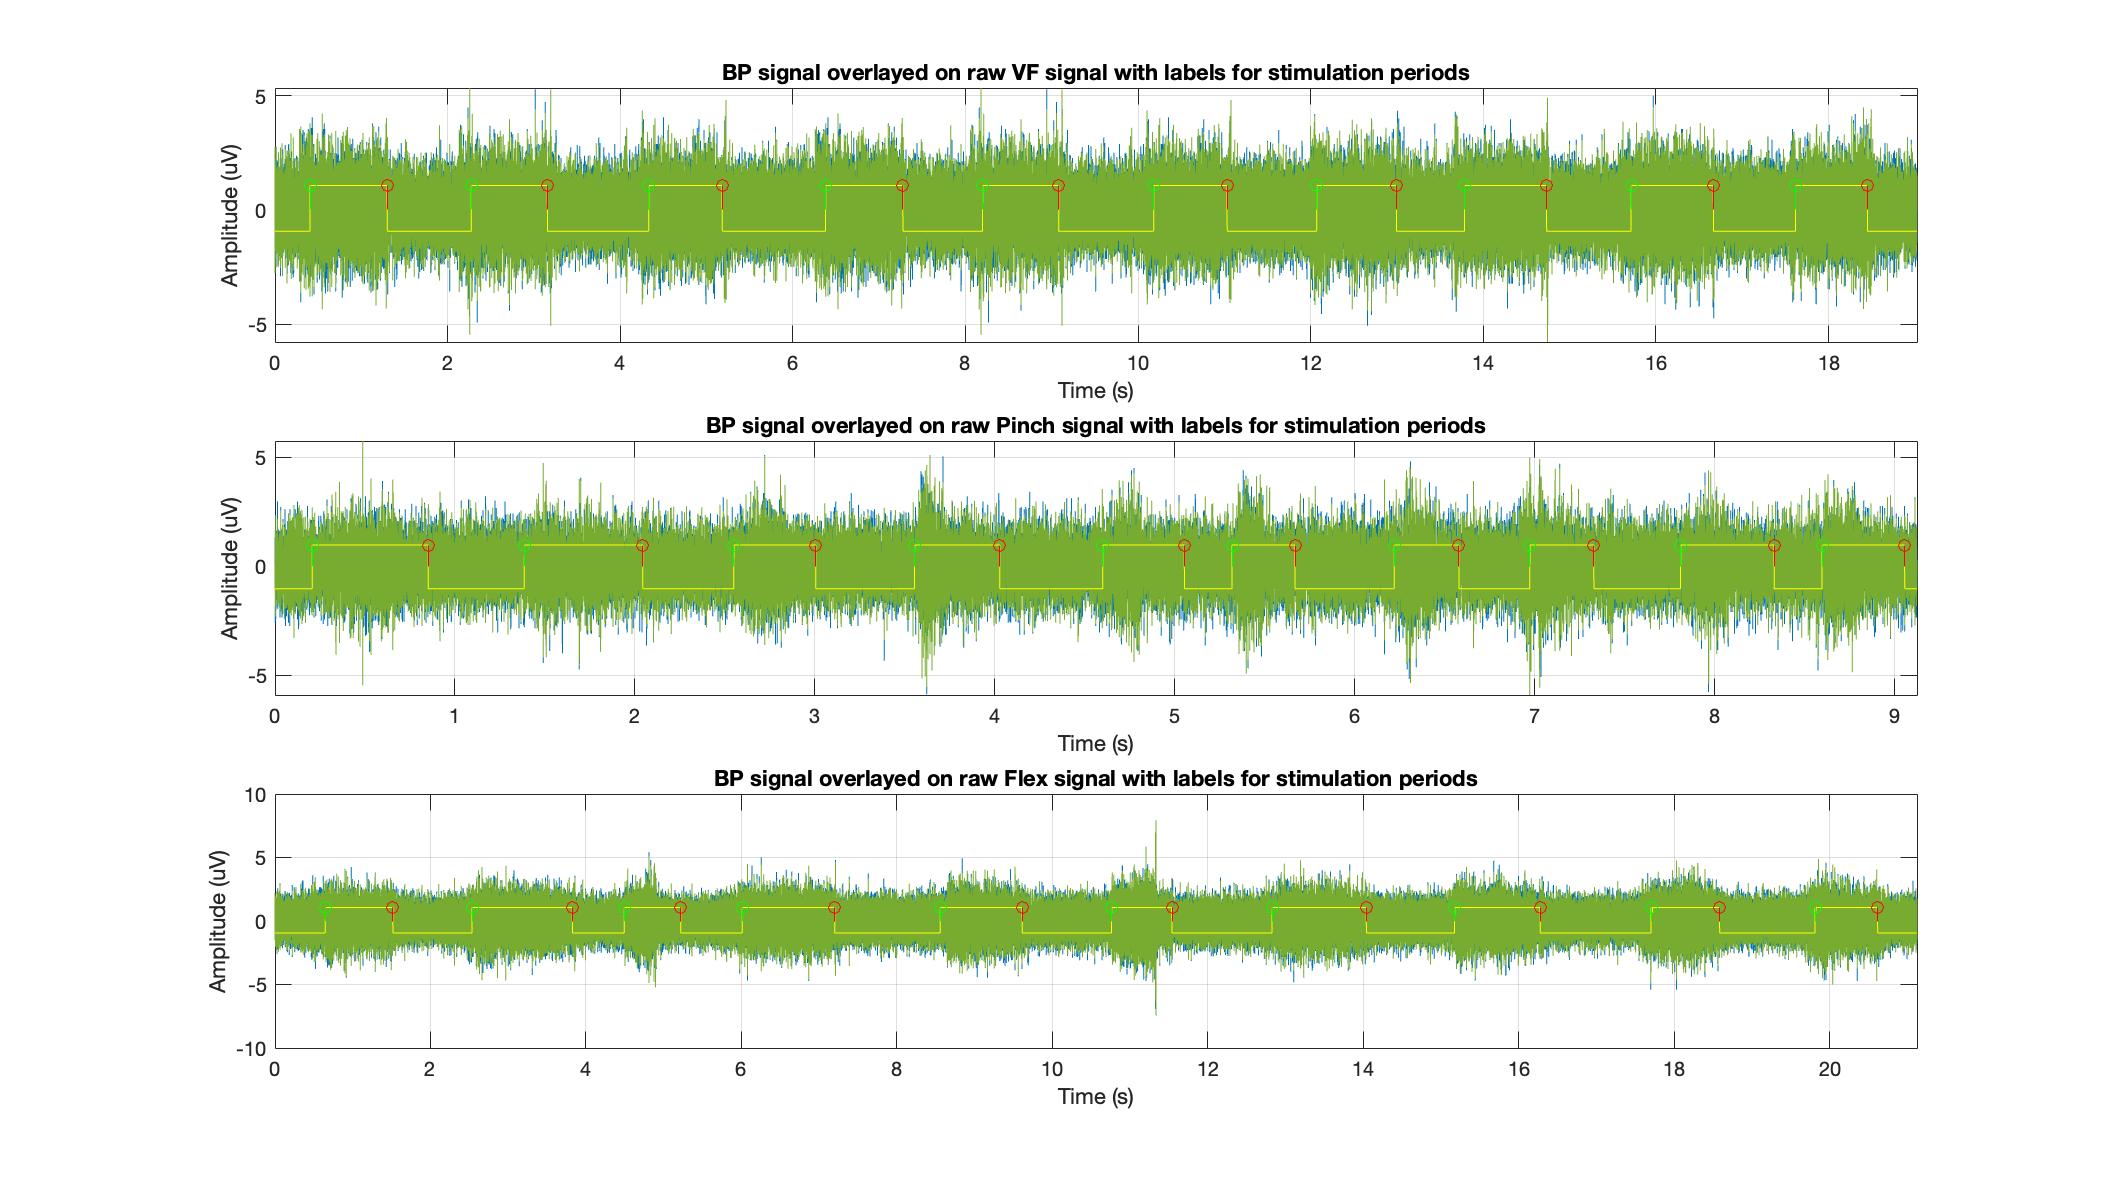 BP signal overlayed on raw VF signal with labels for stimulation periods
5
0
-5
Amplitude (uV)
0 2 4 6 8 10 12 14 16 18
Time (s)
BP signal overlayed on raw Pinch signal with labels for stimulation periods
5
0
-5
Amplitude (uV)
0 1 2 3 4 5 6 7 8 9
Time (s)
BP signal overlayed on raw Flex signal with labels for stimulation periods
10
5
0
-5
-10
Amplitude (uV)
0 2 4 6 8 10 12 14 16 18 20
Time (s)